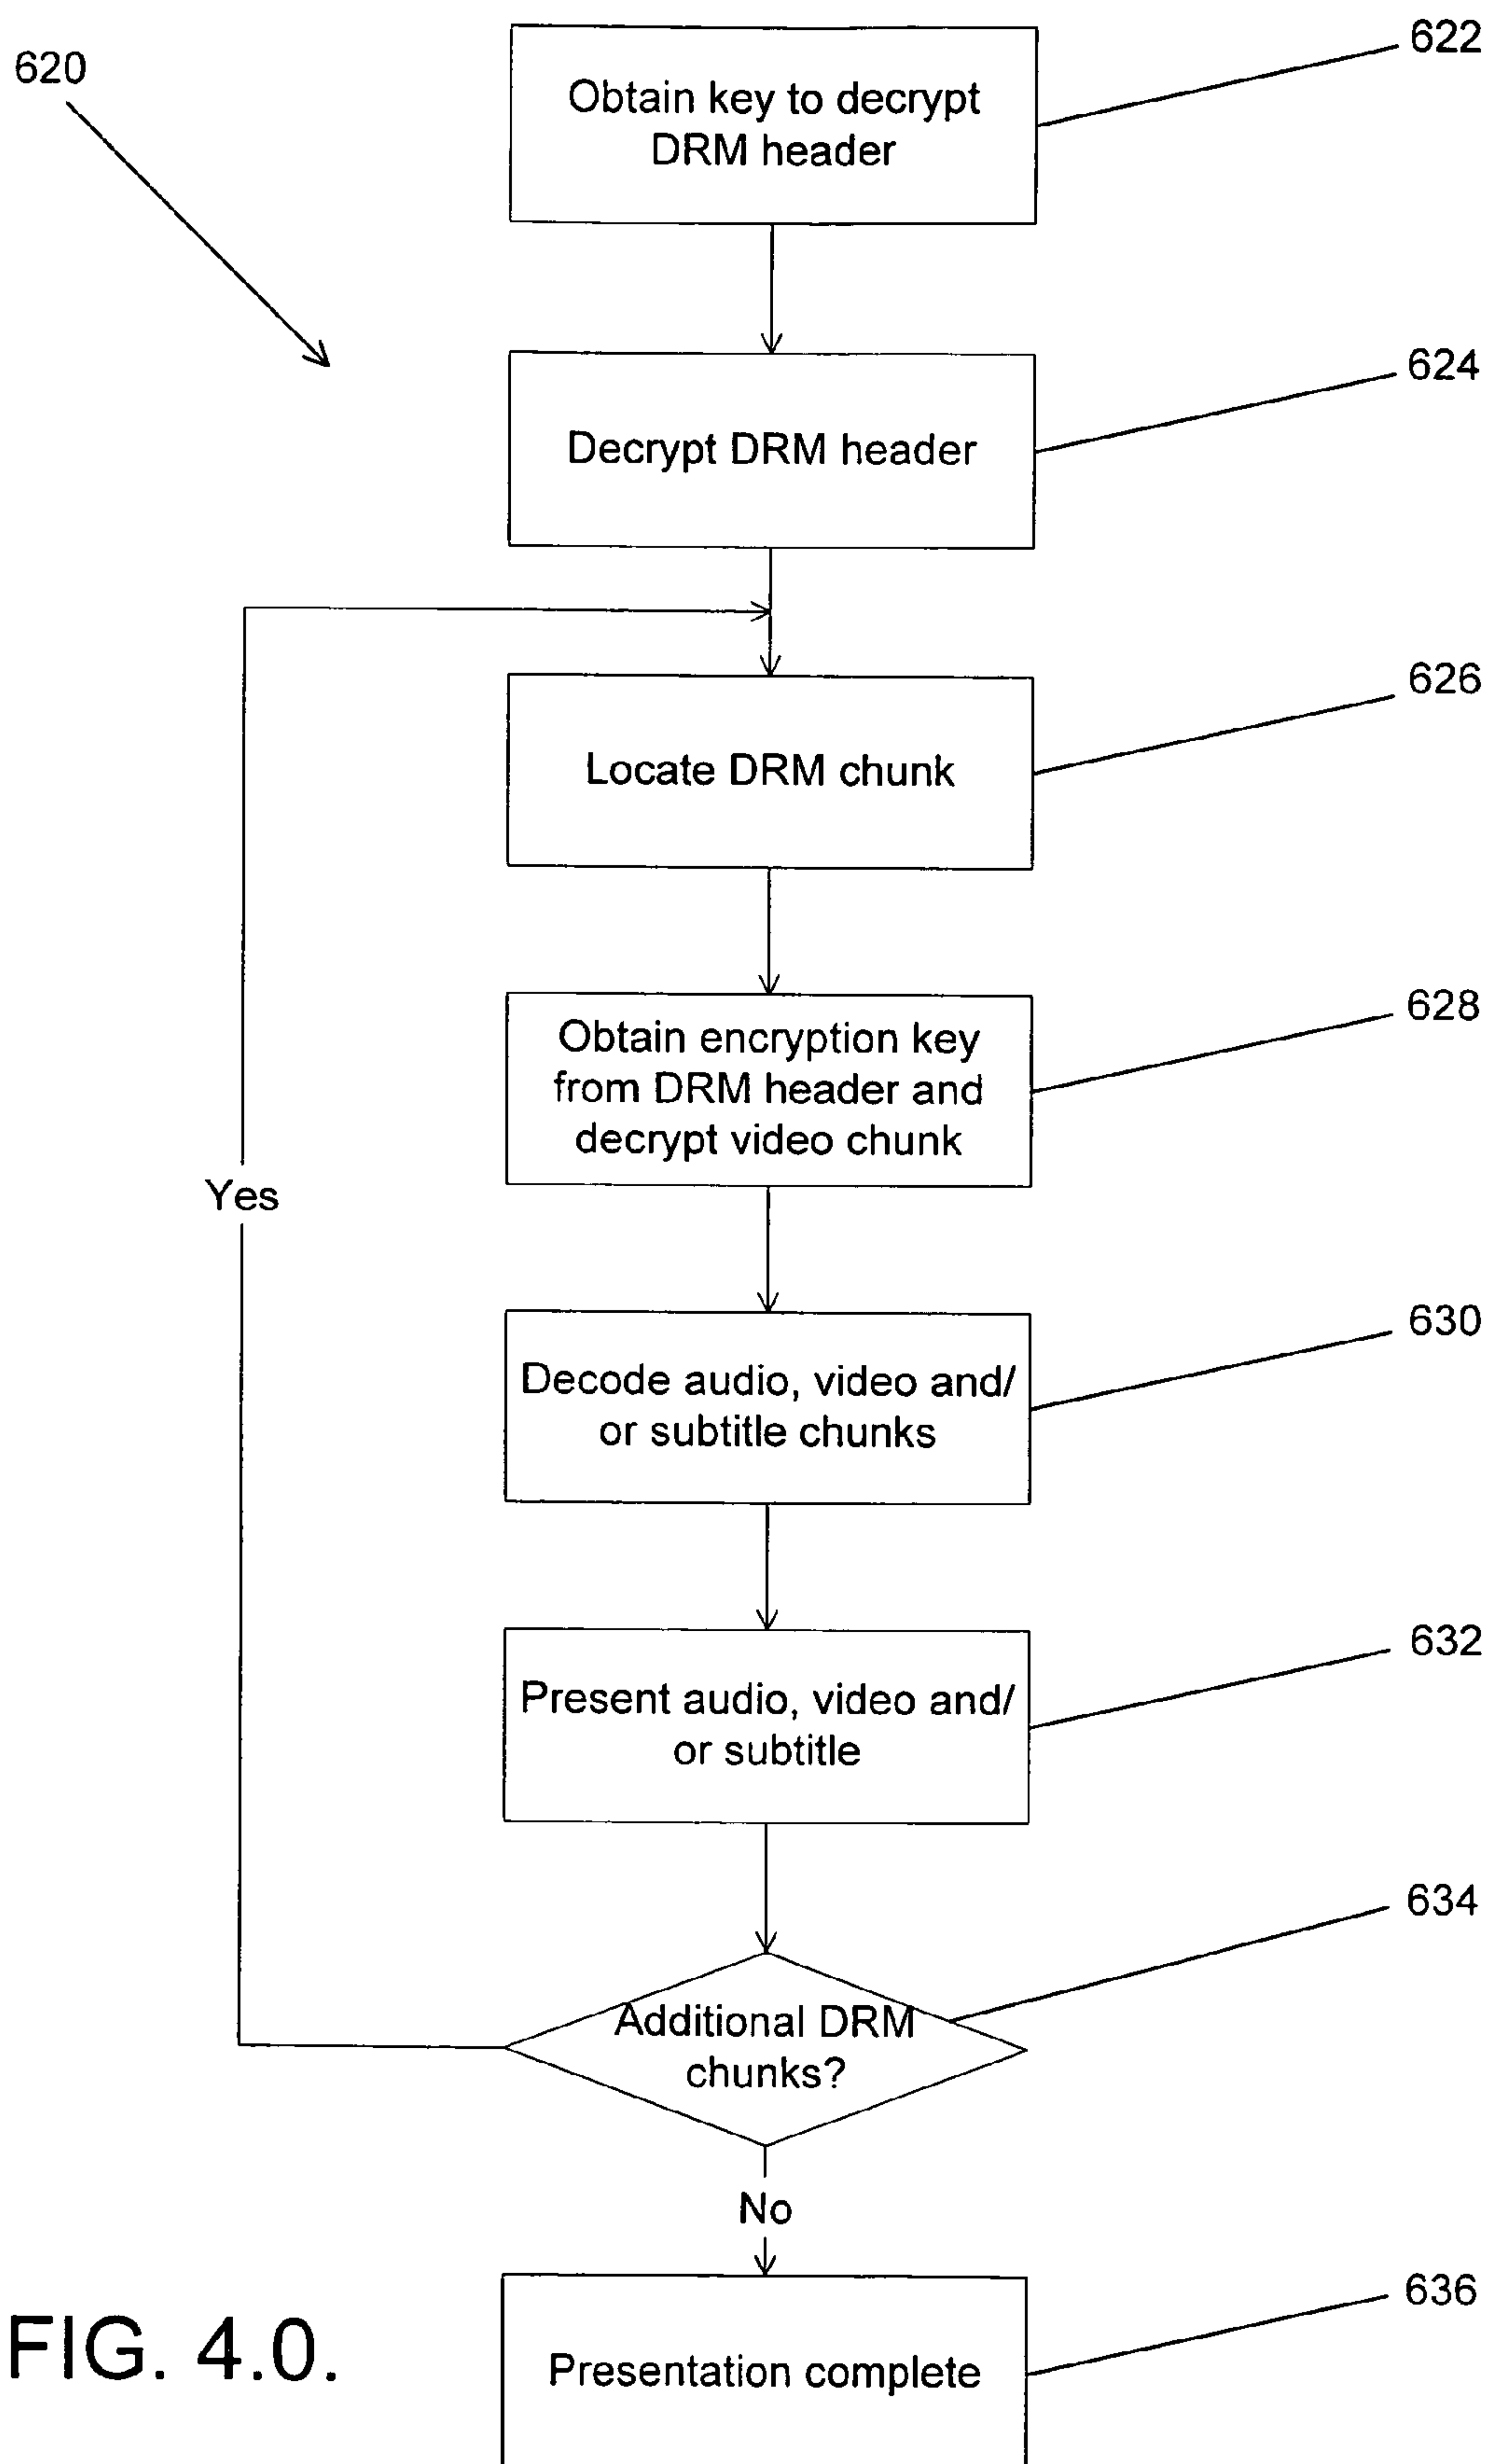 620
622
Obtain key to decrypt
DRM header
624
Decrypt DRM header
626
Locate DRM chunk
628
Obtain encryption key
from DRM header and
decrypt video chunk
Yes
630
Decode audio, video and/
or subtitle chunks
632
Present audio, video and/
or subtitle
634
Additional DRM
chunks?
No
636
Presentation complete
FIG. 4.0.